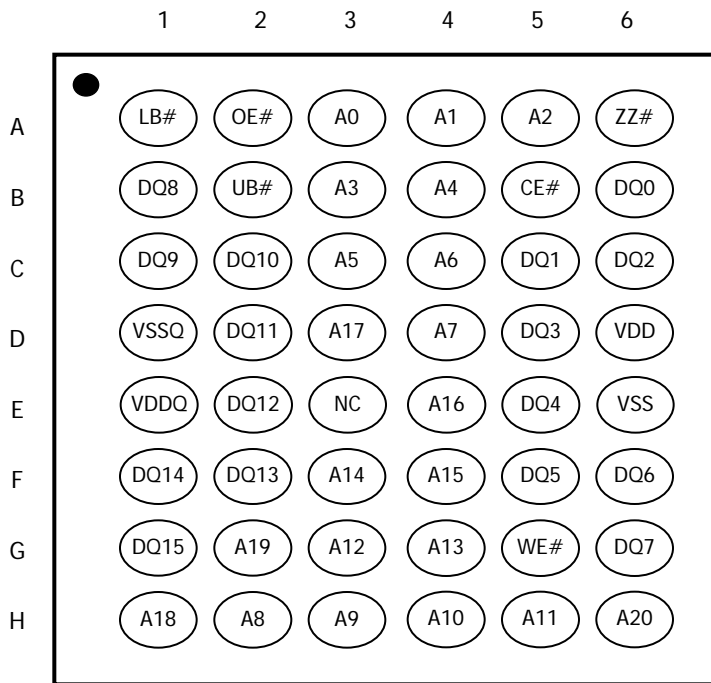 1 2 3 4 5 6
A LB# OE# A0 A1 A2 ZZ#
B DQ8 UB# A3 A4 CE# DQ0
C DQ9 DQ10 A5 A6 DQ1 DQ2
D VSSQ DQ11 A17 A7 DQ3 VDD
E VDDQ DQ12 NC A16 DQ4 VSS
F DQ14 DQ13 A14 A15 DQ5 DQ6
G DQ15 A19 A12 A13 WE# DQ7
H A18 A8 A9 A10 A11 A20